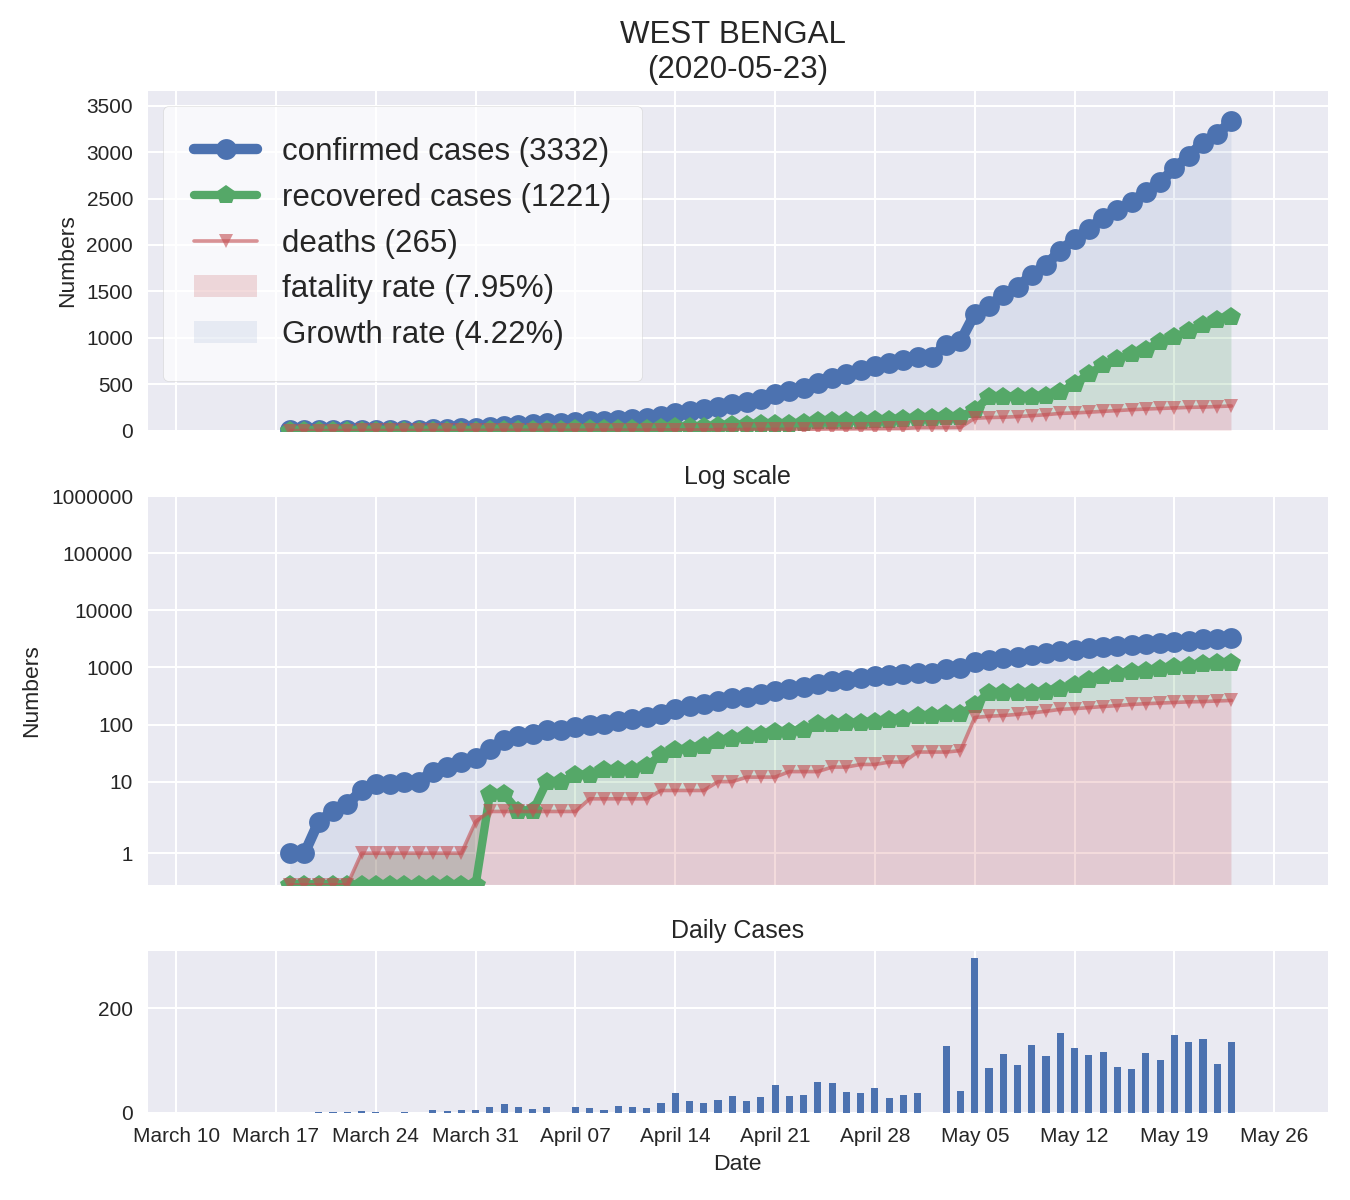 WEST BENGAL
(2020-05-23)
3500
3000
2500
2000
1500
1000
500
0
Numbers
confirmed cases (3332)
recovered cases (1221)
deaths (265)
fatality rate (7.95%)
Growth rate (4.22%)
Log scale
1000000
100000
10000
1000
100
10
1
Numbers
Daily Cases
200
0
March 10 March 17 March 24 March 31 April 07 April 14 April 21 April 28 May 05 May 12 May 19 May 26
Date